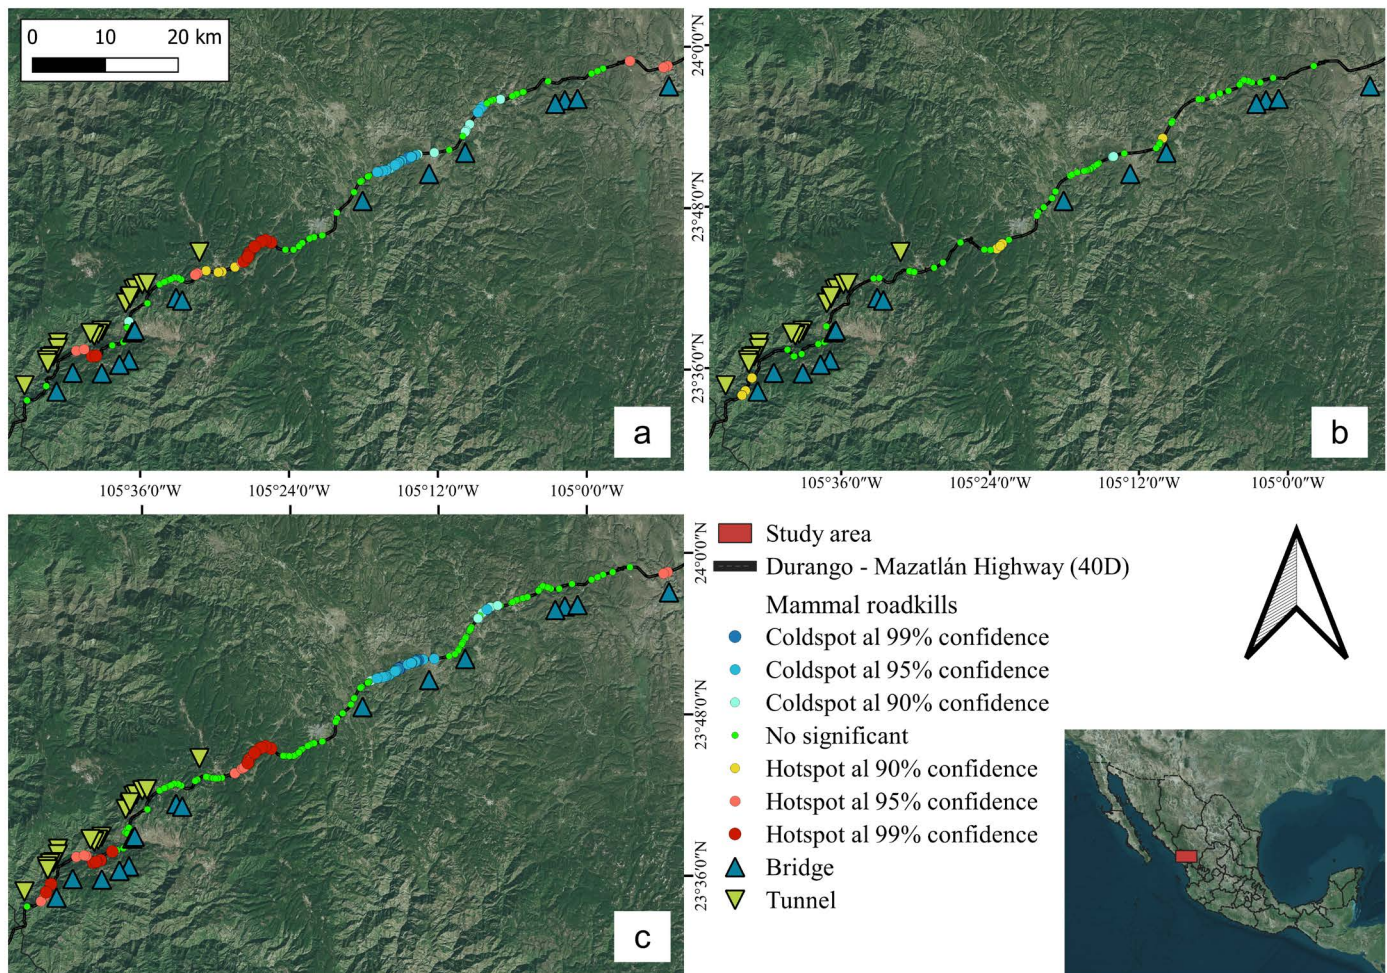 0 10 20 km
a
24°0′0″N
23°48′0″N
23°36′0″N
b
105°36′0″W 105°24′0″W 105°12′0″W 105°0′0″W
105°36′0″W 105°24′0″W 105°12′0″W 105°0′0″W
c
24°0′0″N
23°48′0″N
23°36′0″N
Study area
Durango - Mazatlán Highway (40D)
Mammal roadkills
Coldspot al 99% confidence
Coldspot al 95% confidence
Coldspot al 90% confidence
No significant
Hotspot al 90% confidence
Hotspot al 95% confidence
Hotspot al 99% confidence
Bridge
Tunnel